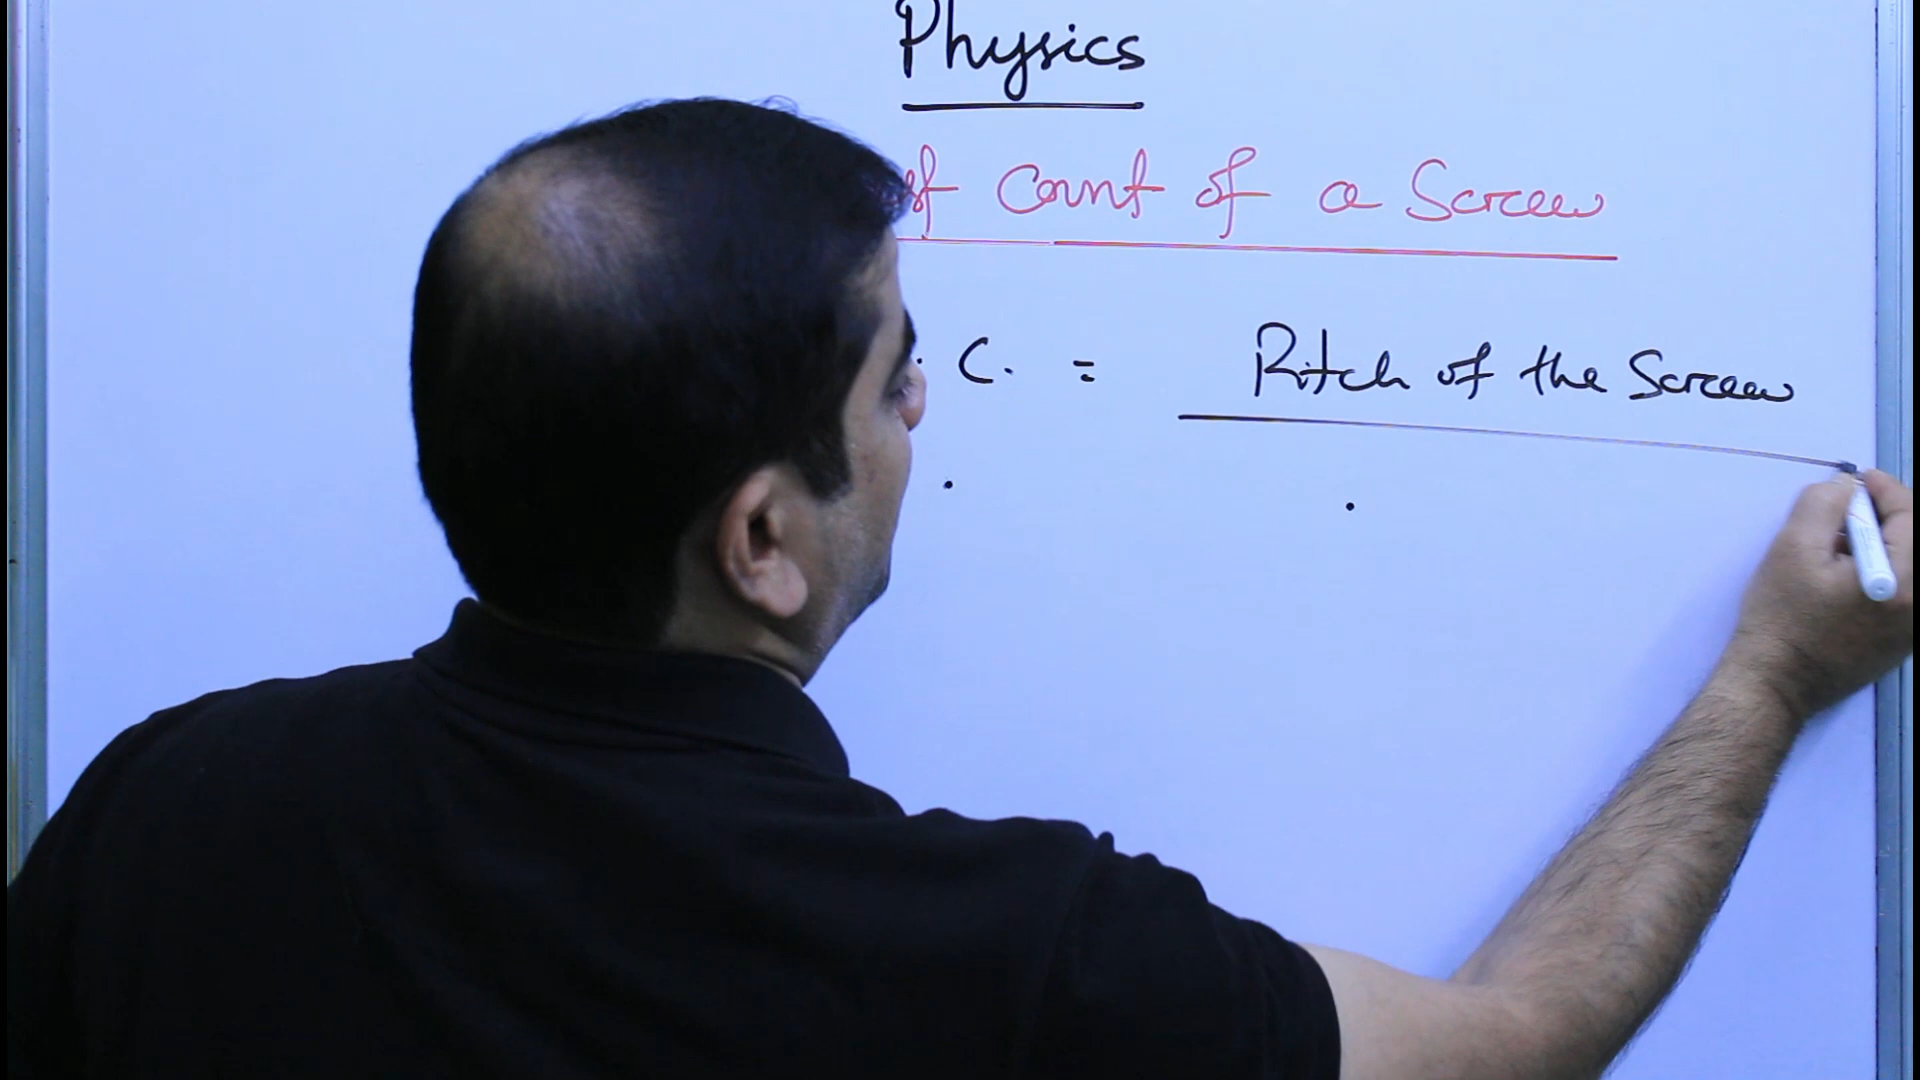 Physics
Count of a Screw
C. = Pitch of the Screw